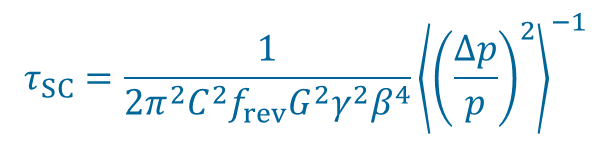 τ_SC = 1 / (2π²C²f_rev G²γ²β⁴) ⟨(Δp/p)²⟩⁻¹